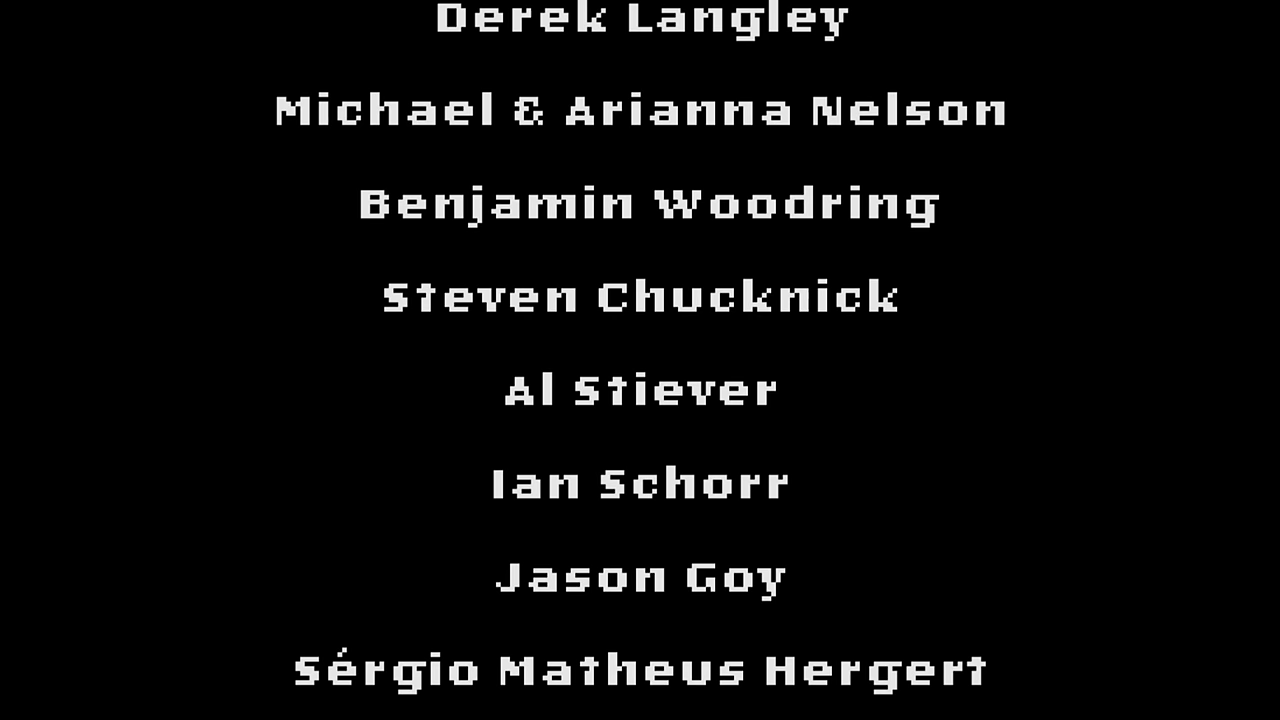 Derek Langley
Michael & Arianna Nelson
Benjamin Woodring
Steven Chucknick
Al Stiever
Ian Schorr
Jason Goy
Sérgio Matheus Hergert